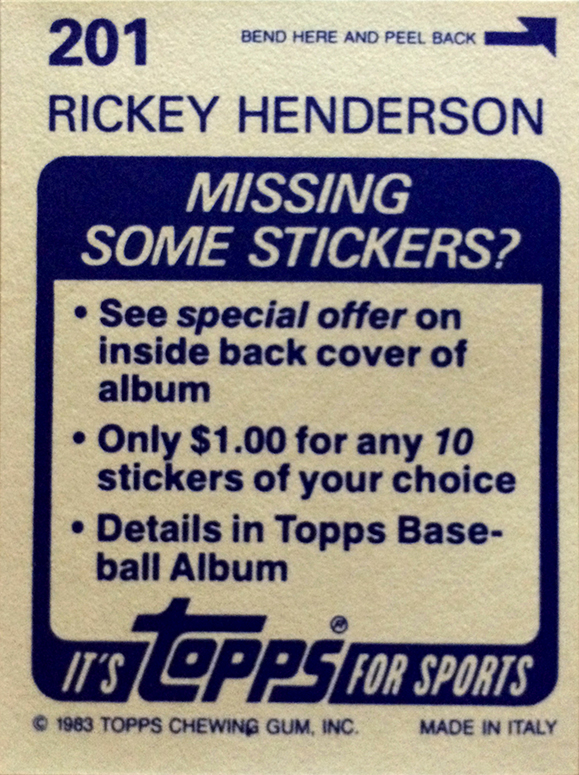 201
BEND HERE AND PEEL BACK
RICKEY HENDERSON
MISSING
SOME STICKERS?
• See special offer on
inside back cover of
album
• Only $1.00 for any 10
stickers of your choice
• Details in Topps Base-
ball Album
IT'S topps® FOR SPORTS
© 1983 TOPPS CHEWING GUM, INC. MADE IN ITALY